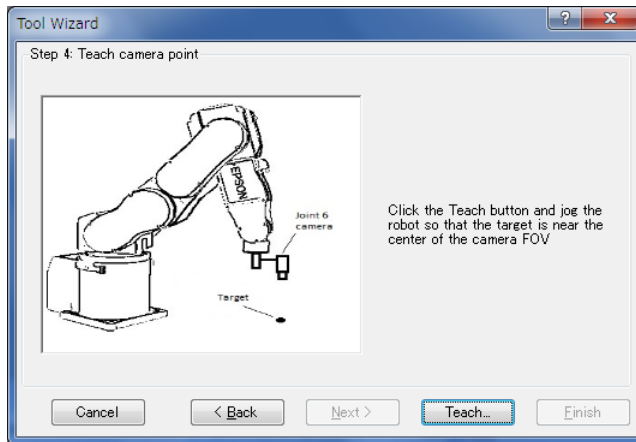 Tool Wizard
Step 4: Teach camera point
EPSON
Joint 6
camera
Target
Click the Teach button and jog the
robot so that the target is near the
center of the camera FOV
Cancel
< Back
Next >
Teach...
Finish